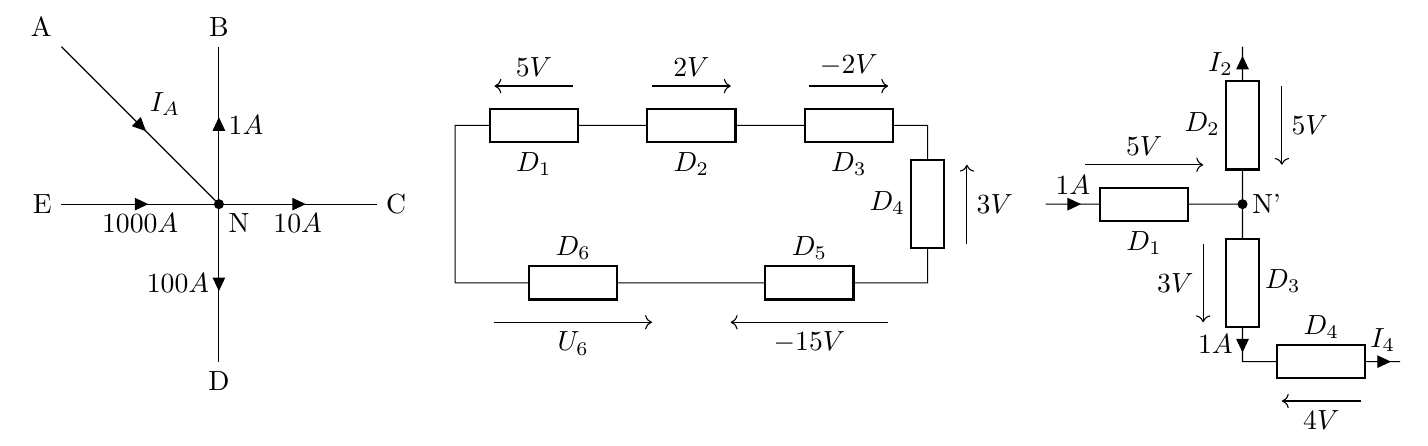 A
B
I_A
1A
E
C
1000A
N
10A
100A
D
5V
2V
−2V
D_1
D_2
D_3
D_4
3V
D_6
D_5
U_6
−15V
I_2
D_2
5V
5V
1A
N'
D_1
3V
D_3
1A
D_4
I_4
4V